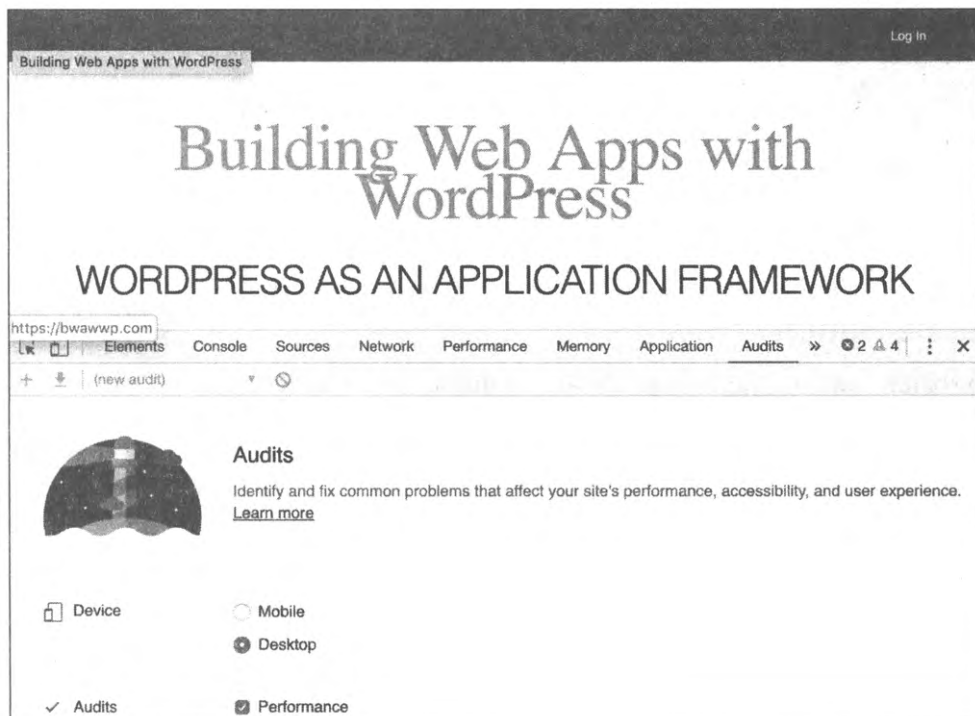 Log In
Building Web Apps with WordPress
Building Web Apps with
WordPress
WORDPRESS AS AN APPLICATION FRAMEWORK
https://bwawwp.com
Elements Console Sources Network Performance Memory Application Audits » 2 4
(new audit)
Audits
Identify and fix common problems that affect your site's performance, accessibility, and user experience.
Learn more
Device Mobile
Desktop
Audits Performance